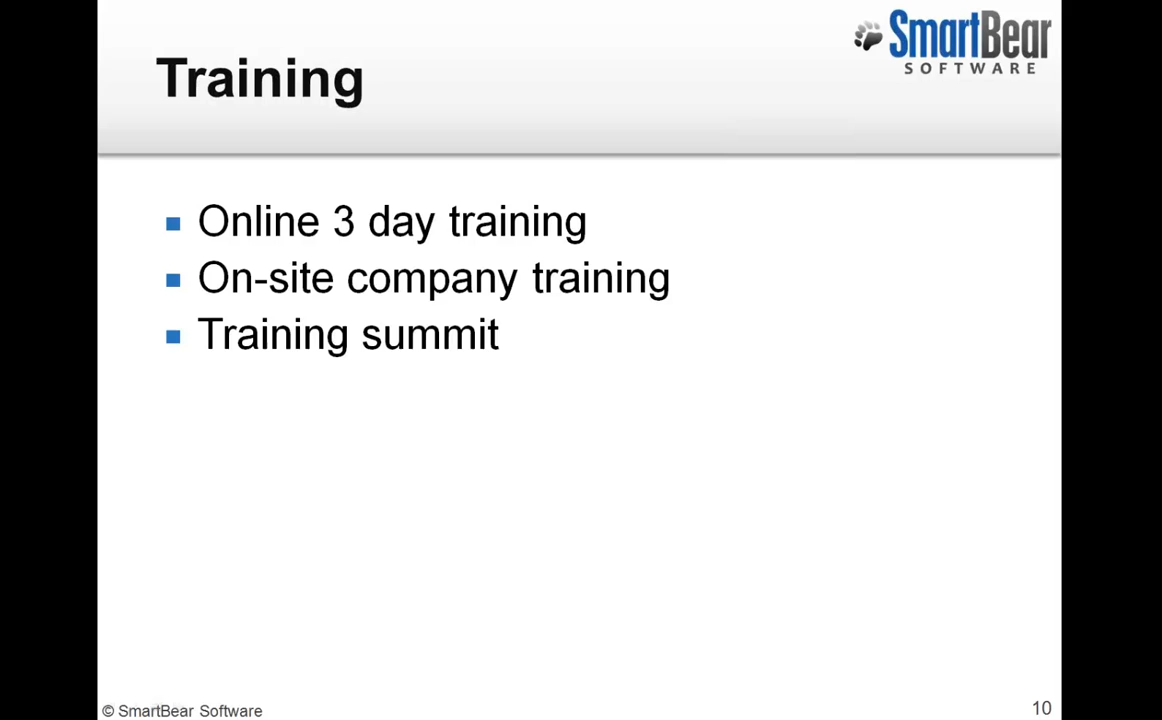 SmartBear
SOFTWARE
Training
Online 3 day training
On-site company training
Training summit
© SmartBear Software
10